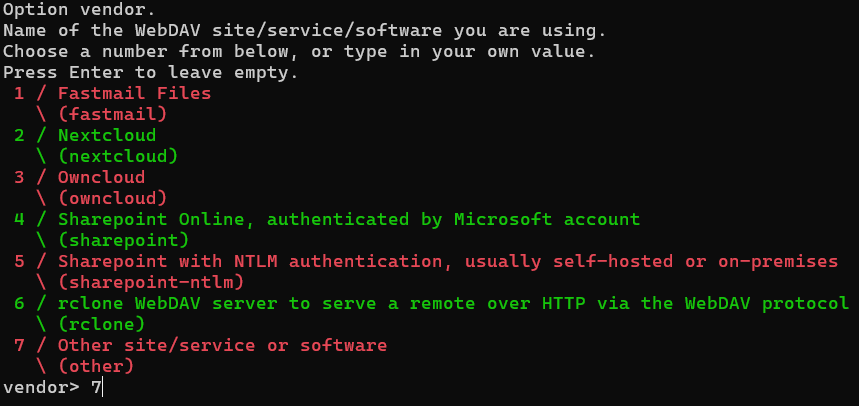 Option vendor.
Name of the WebDAV site/service/software you are using.
Choose a number from below, or type in your own value.
Press Enter to leave empty.
 1 / Fastmail Files
   \ (fastmail)
 2 / Nextcloud
   \ (nextcloud)
 3 / Owncloud
   \ (owncloud)
 4 / Sharepoint Online, authenticated by Microsoft account
   \ (sharepoint)
 5 / Sharepoint with NTLM authentication, usually self-hosted or on-premises
   \ (sharepoint-ntlm)
 6 / rclone WebDAV server to serve a remote over HTTP via the WebDAV protocol
   \ (rclone)
 7 / Other site/service or software
   \ (other)
vendor> 7